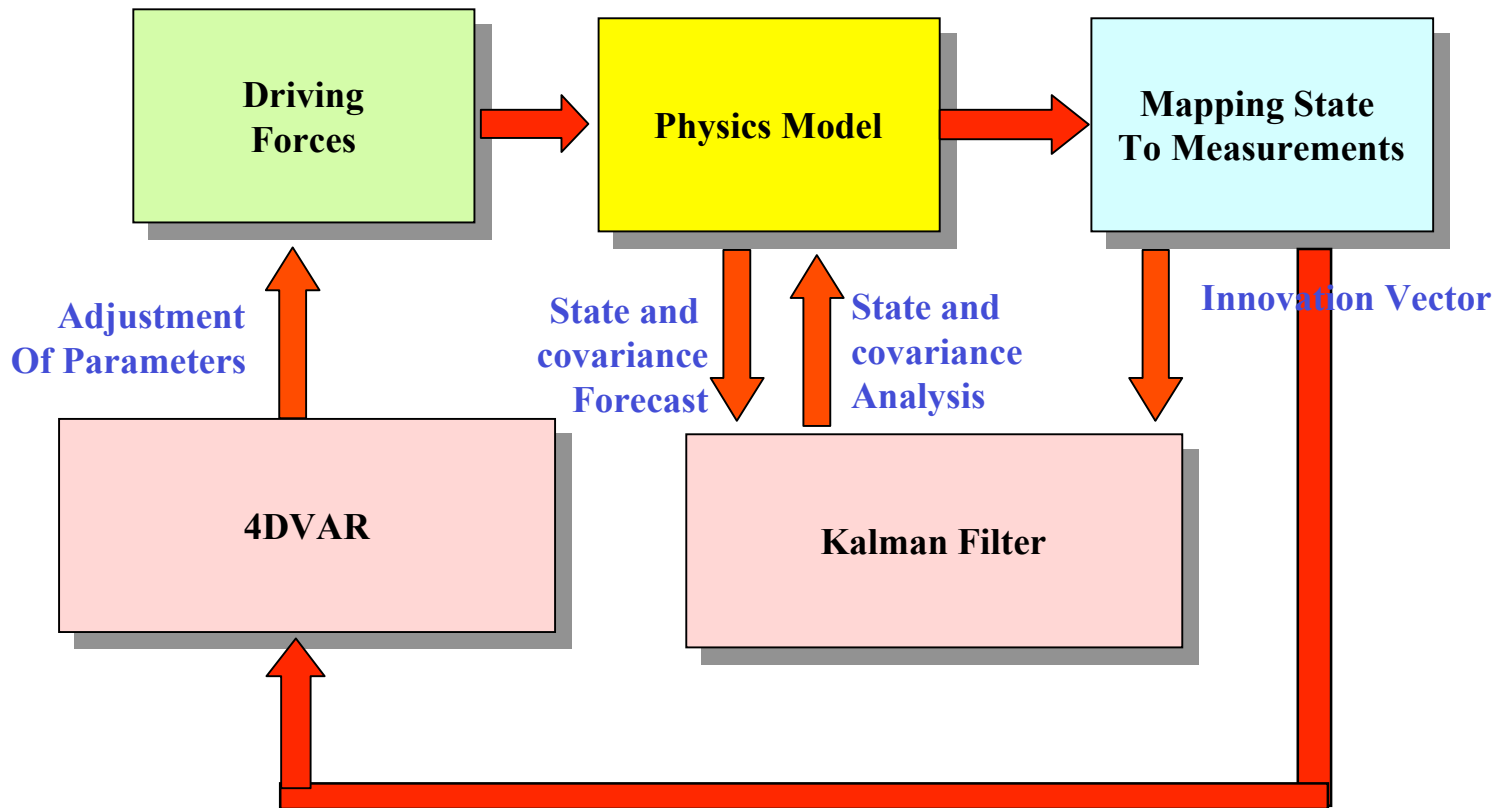 Driving
Forces
Physics Model
Mapping State
To Measurements
Adjustment
Of Parameters
State and
covariance
Forecast
State and
covariance
Analysis
Innovation Vector
4DVAR
Kalman Filter